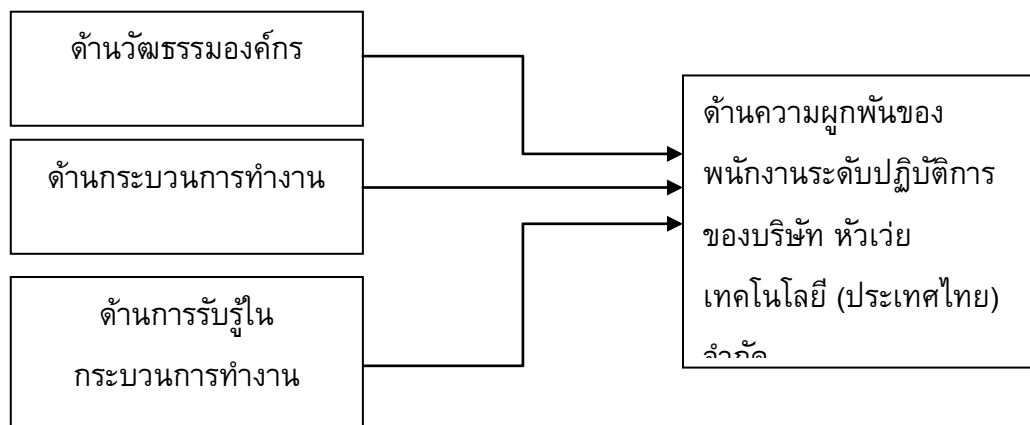 ด้านวัฒธรรมองค์กร
ด้านกระบวนการทำงาน
ด้านการรับรู้ใน
กระบวนการทำงาน
ด้านความผูกพันของ
พนักงานระดับปฏิบัติการ
ของบริษัท หัวเว่ย
เทคโนโลยี (ประเทศไทย)
จำกัด